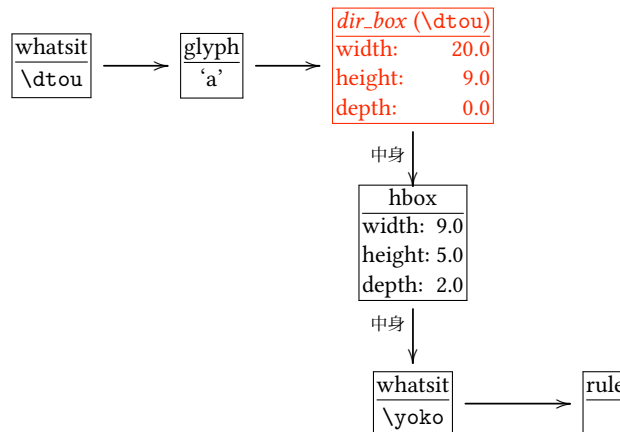 whatsit
\dtou
glyph
‘a’
dir_box (\dtou)
width: 20.0
height: 9.0
depth: 0.0
中身
hbox
width: 9.0
height: 5.0
depth: 2.0
中身
whatsit
\yoko
rule